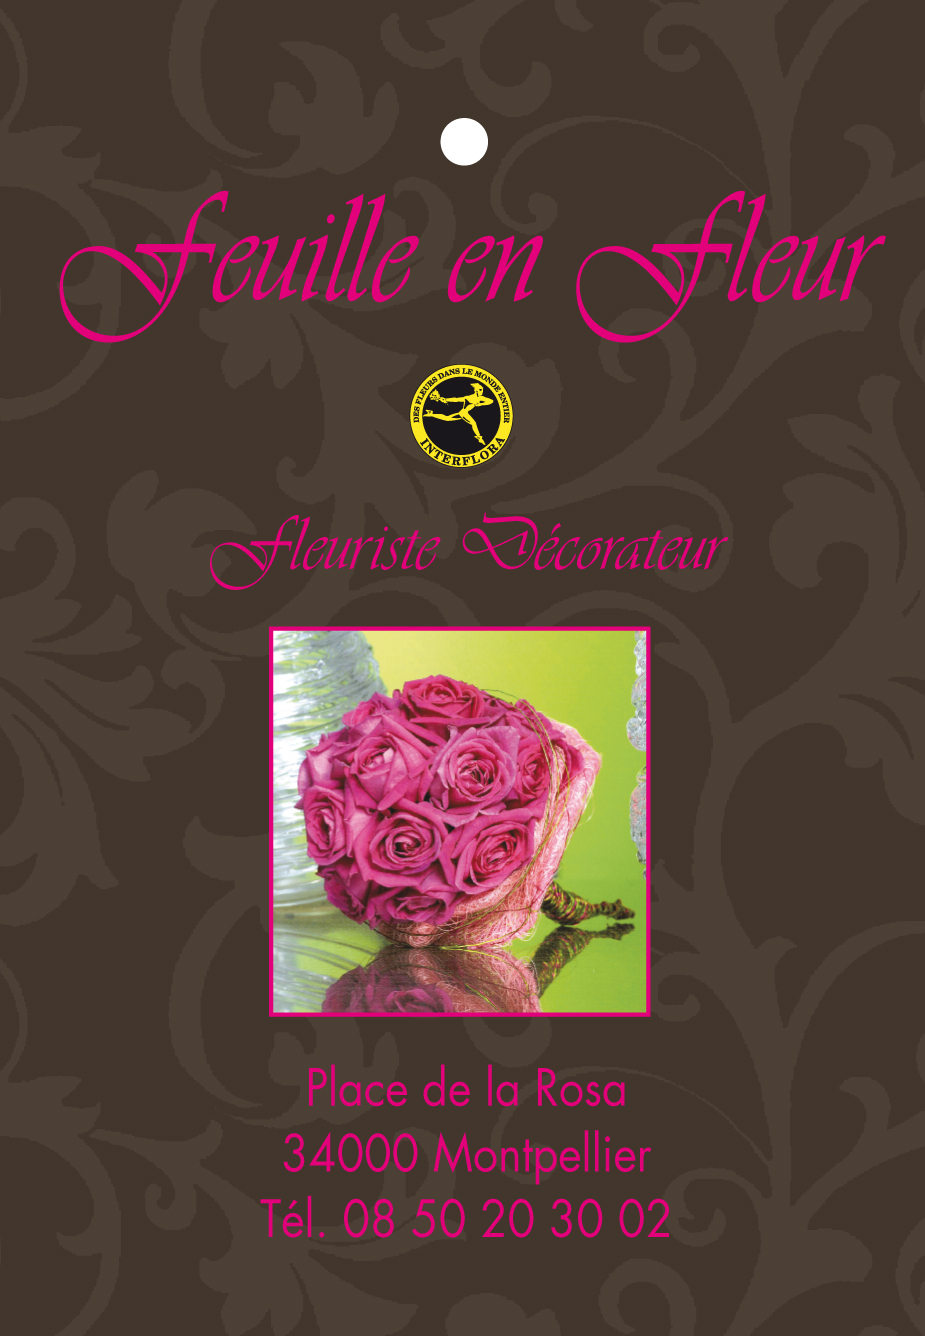 Feuille en Fleur
DES FLEURS DANS LE MONDE ENTIER
INTERFLORA
Fleuriste Décorateur
Place de la Rosa
34000 Montpellier
Tél. 08 50 20 30 02